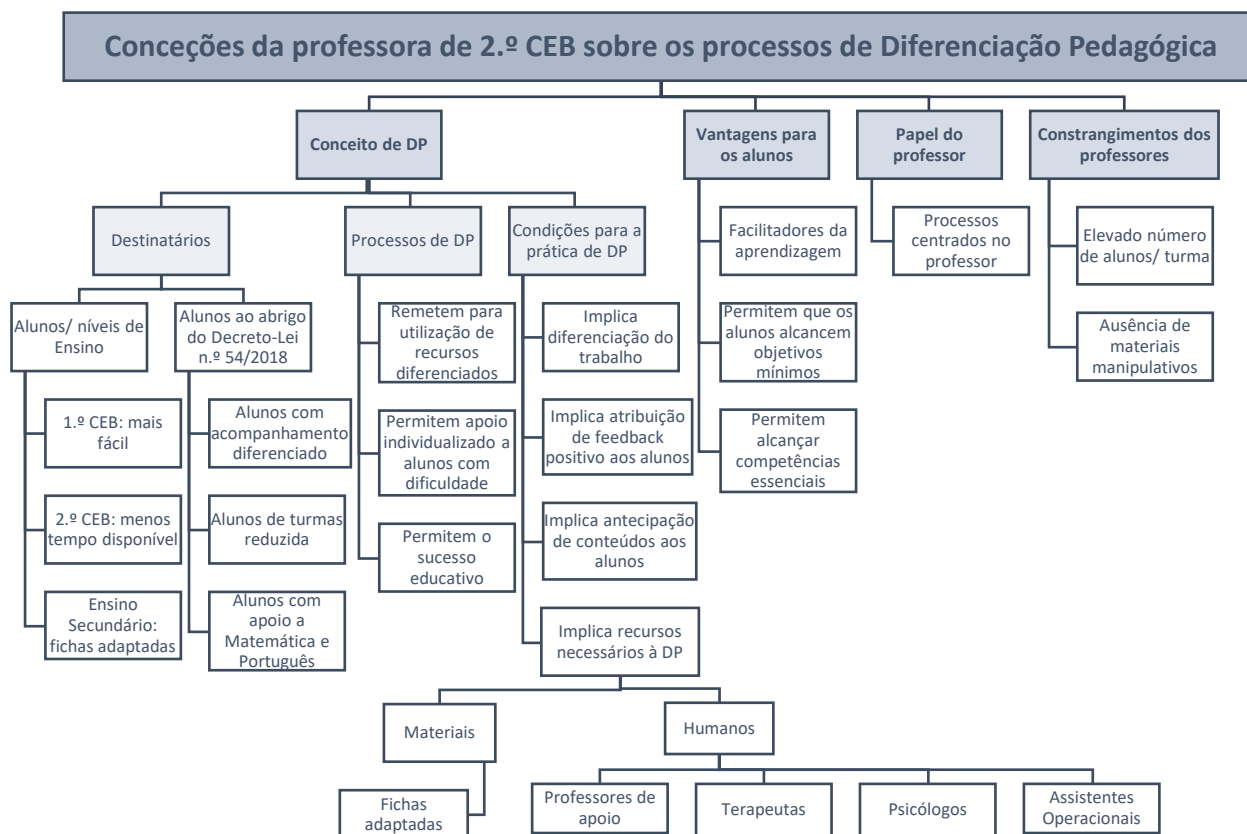 Conceções da professora de 2.º CEB sobre os processos de Diferenciação Pedagógica
Conceito de DP
Vantagens para
os alunos
Papel do
professor
Constrangimentos dos
professores
Destinatários
Processos de DP
Condições para a
prática de DP
Facilitadores da
aprendizagem
Processos
centrados no
professor
Elevado número
de alunos/ turma
Alunos/ níveis de
Ensino
Alunos ao abrigo
do Decreto-Lei
n.º 54/2018
Remetem para
utilização de
recursos
diferenciados
Implica
diferenciação do
trabalho
Permitem que os
alunos alcancem
objetivos
mínimos
Ausência de
materiais
manipulativos
1.º CEB: mais
fácil
Alunos com
acompanhamento
diferenciado
Permitem apoio
individualizado a
alunos com
dificuldade
Implica atribuição
de feedback
positivo aos alunos
Permitem
alcançar
competências
essenciais
2.º CEB: menos
tempo disponível
Alunos de turmas
reduzida
Permitem o
sucesso
educativo
Implica antecipação
de conteúdos aos
alunos
Ensino
Secundário:
fichas adaptadas
Alunos com
apoio a
Matemática e
Português
Implica recursos
necessários à DP
Materiais
Humanos
Fichas
adaptadas
Professores de
apoio
Terapeutas
Psicólogos
Assistentes
Operacionais